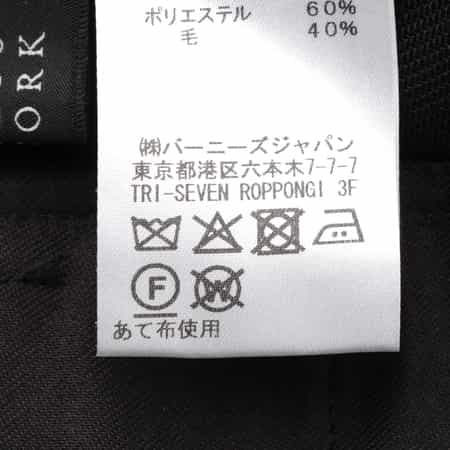 ORK
ポリエステル 60%
毛 40%
㈱バーニーズジャパン
東京都港区六本木7-7-7
TRI-SEVEN ROPPONGI 3F
F W
あて布使用